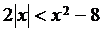 2|x| < x² − 8